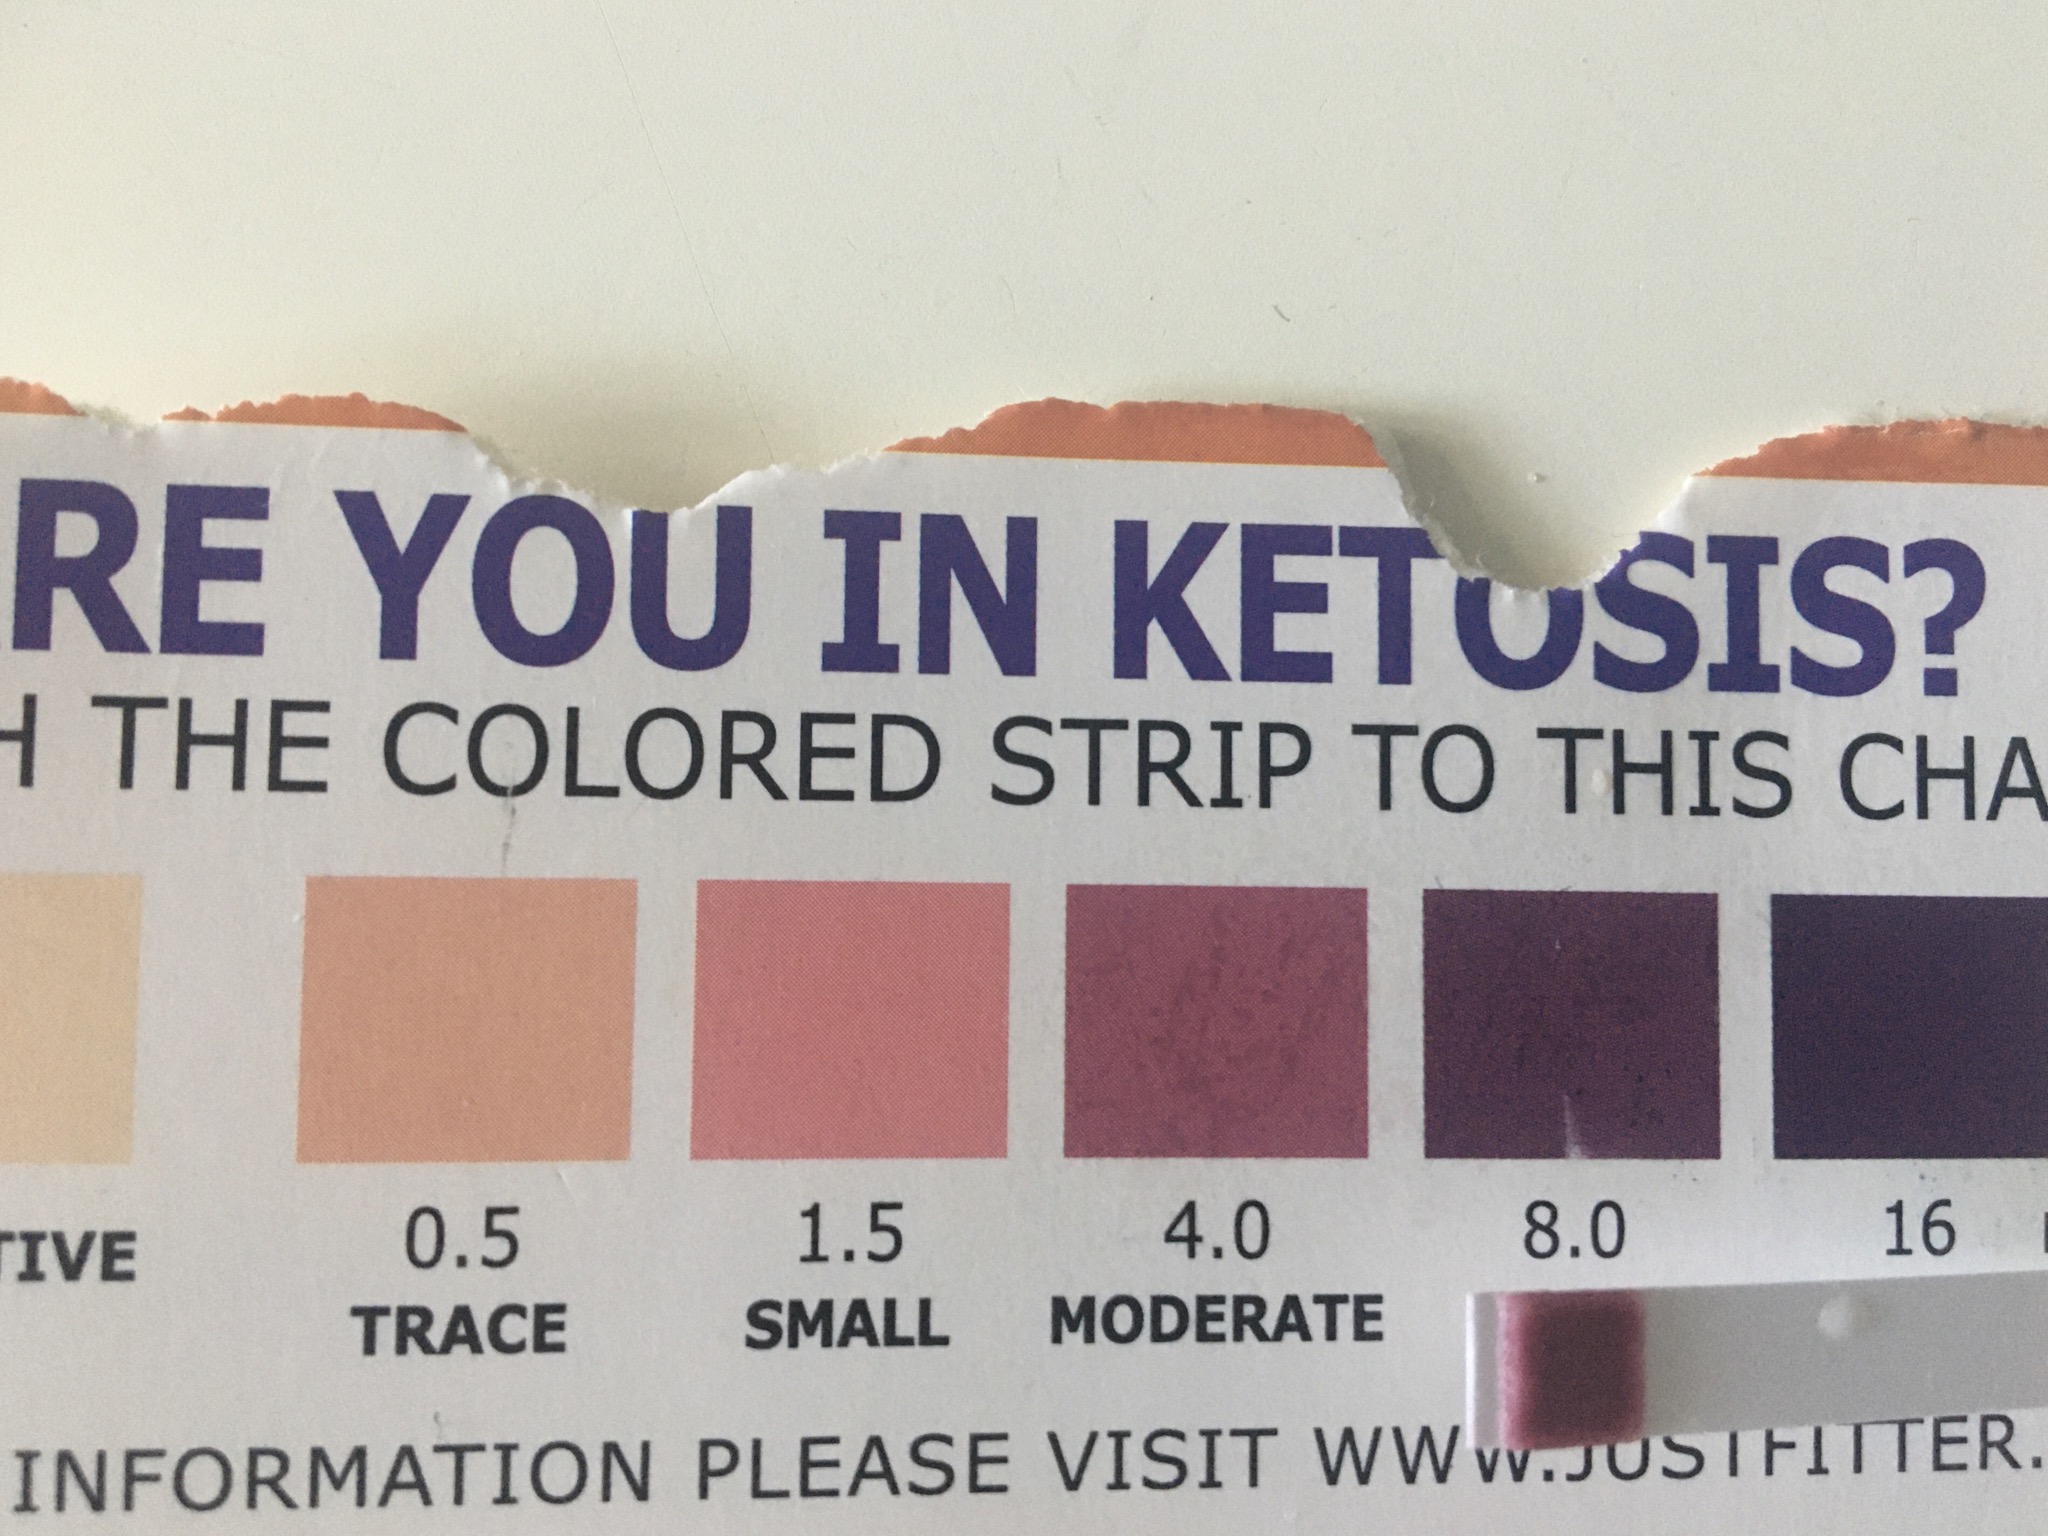 ARE YOU IN KETOSIS?
H THE COLORED STRIP TO THIS CHA
0.5 1.5 4.0 8.0 16
TIVE TRACE SMALL MODERATE
INFORMATION PLEASE VISIT WWW.JUSTFITTER.